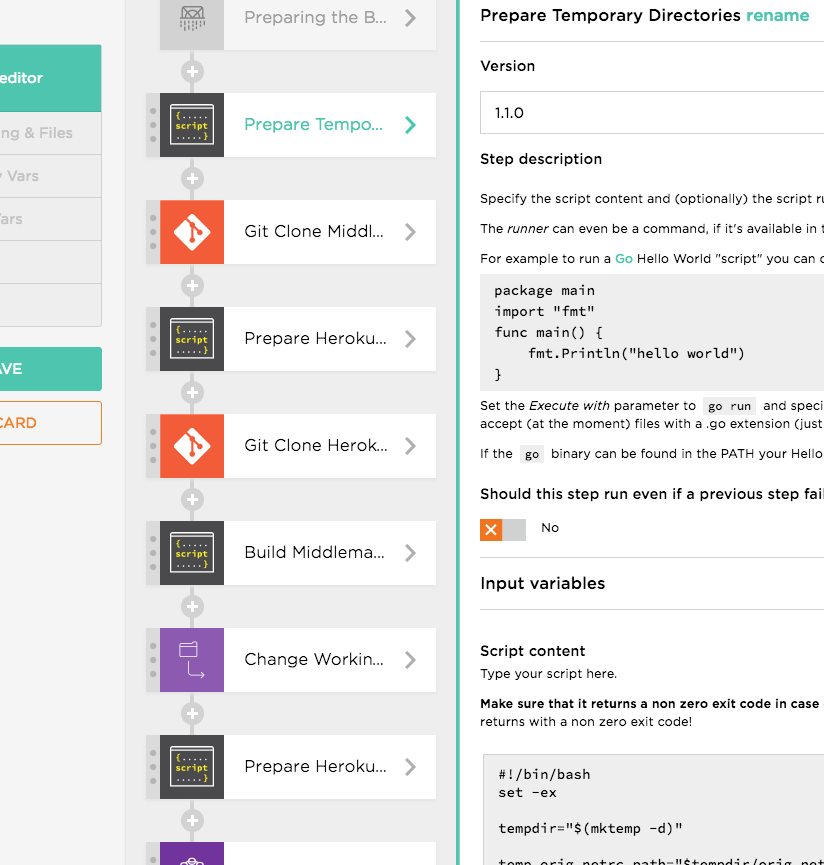 editor
ng & Files
Vars
ars
AVE
CARD
Preparing the B...
{.....
script
.....}
Prepare Tempo...
Git Clone Middl...
{.....
script
.....}
Prepare Heroku...
Git Clone Herok...
{.....
script
.....}
Build Middlema...
Change Workin...
{.....
script
.....}
Prepare Heroku...
Prepare Temporary Directories rename
Version
1.1.0
Step description
Specify the script content and (optionally) the script ru
The runner can even be a command, if it's available in t
For example to run a Go Hello World "script" you can
package main
import "fmt"
func main() {
fmt.Println("hello world")
}
Set the Execute with parameter to go run and speci
accept (at the moment) files with a .go extension (just
If the go binary can be found in the PATH your Hello
Should this step run even if a previous step fail
No
Input variables
Script content
Type your script here.
Make sure that it returns a non zero exit code in case
returns with a non zero exit code!
#!/bin/bash
set -ex
tempdir="$(mktemp -d)"
temp_orig_netrc_path="$tempdir/orig_net